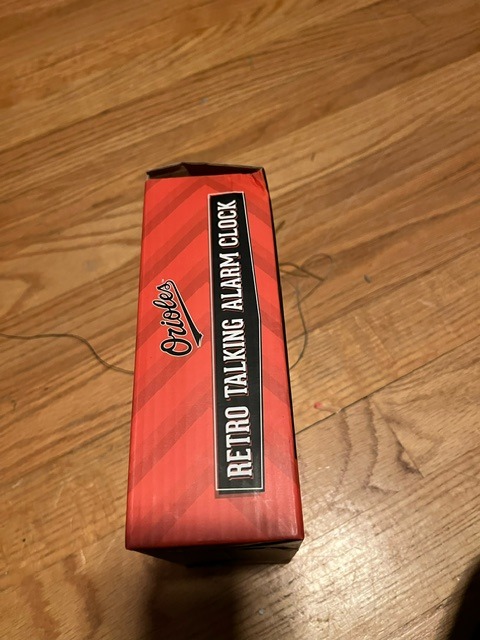 Orioles
RETRO TALKING ALARM CLOCK